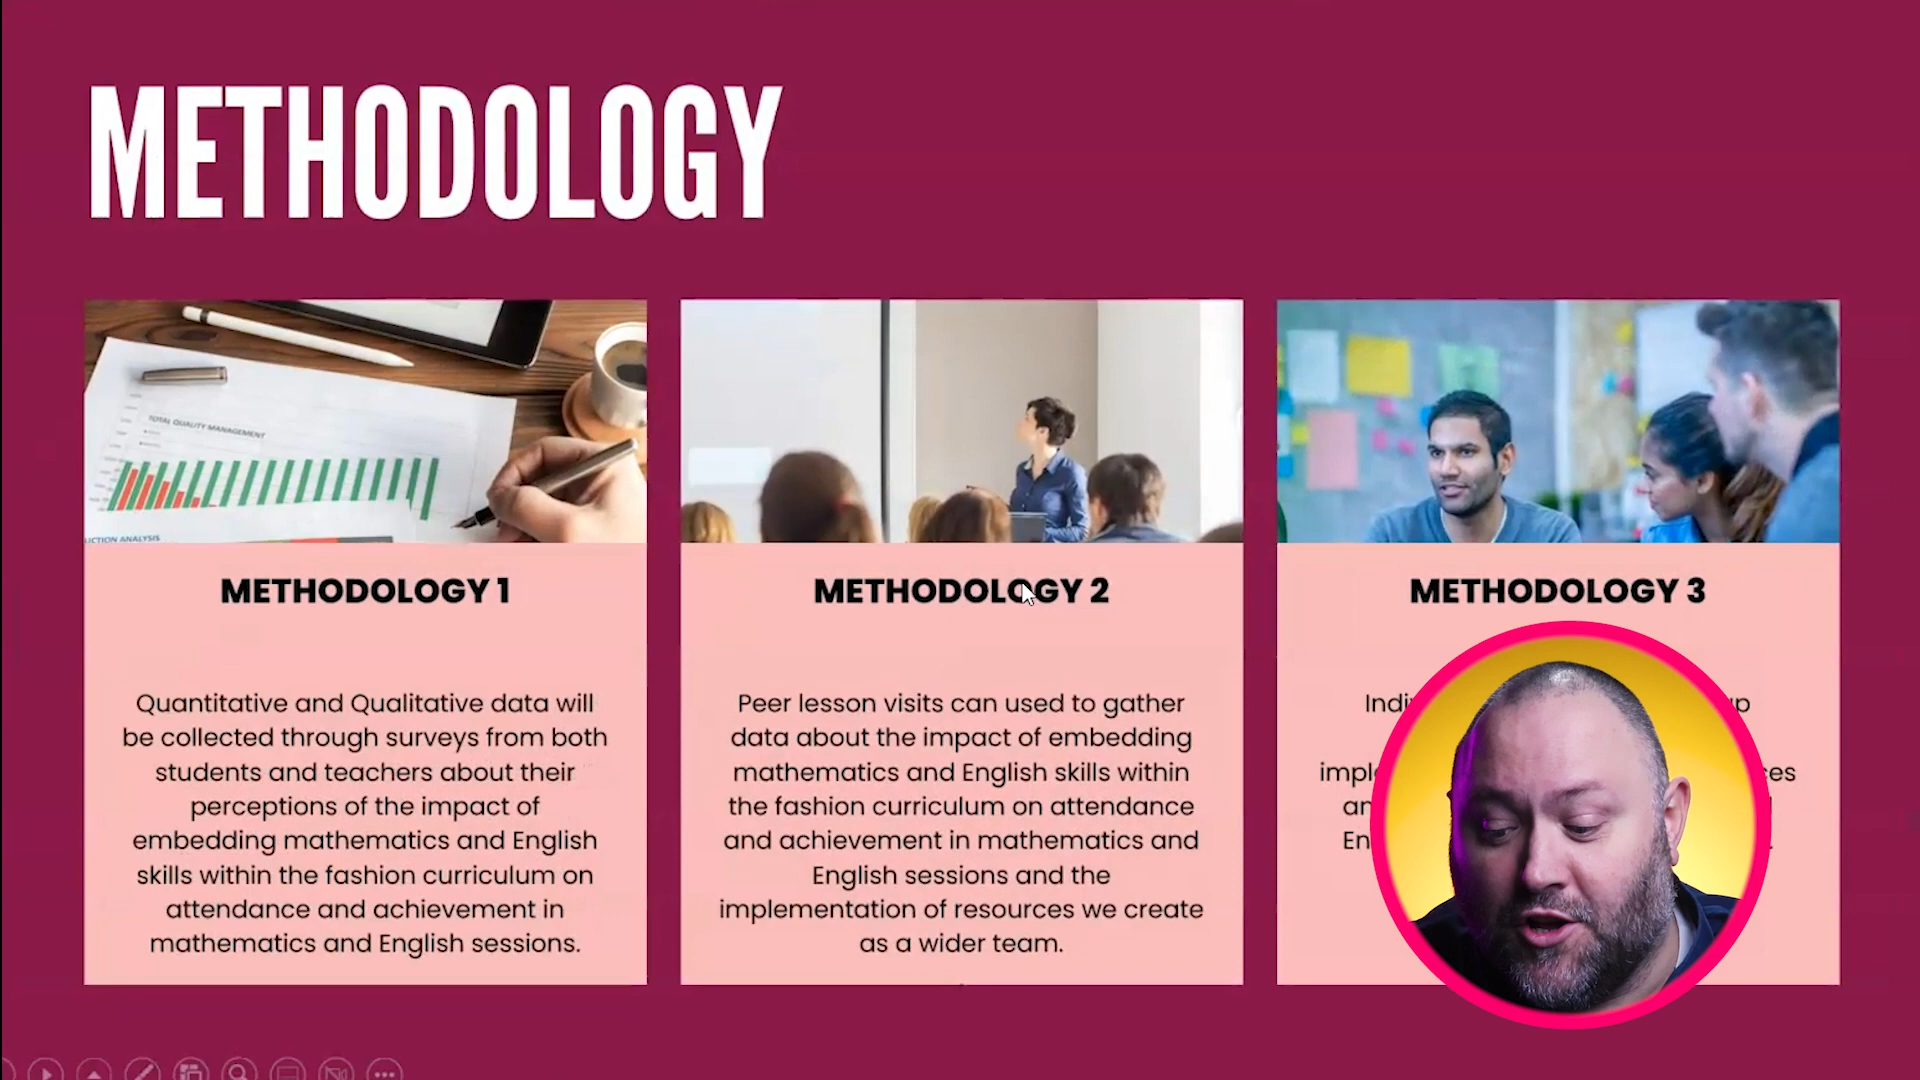 METHODOLOGY
TOTAL QUALITY MANAGEMENT
UCTION ANALYSIS
METHODOLOGY 1
Quantitative and Qualitative data will
be collected through surveys from both
students and teachers about their
perceptions of the impact of
embedding mathematics and English
skills within the fashion curriculum on
attendance and achievement in
mathematics and English sessions.
METHODOLOGY 2
Peer lesson visits can used to gather
data about the impact of embedding
mathematics and English skills within
the fashion curriculum on attendance
and achievement in mathematics and
English sessions and the
implementation of resources we create
as a wider team.
METHODOLOGY 3